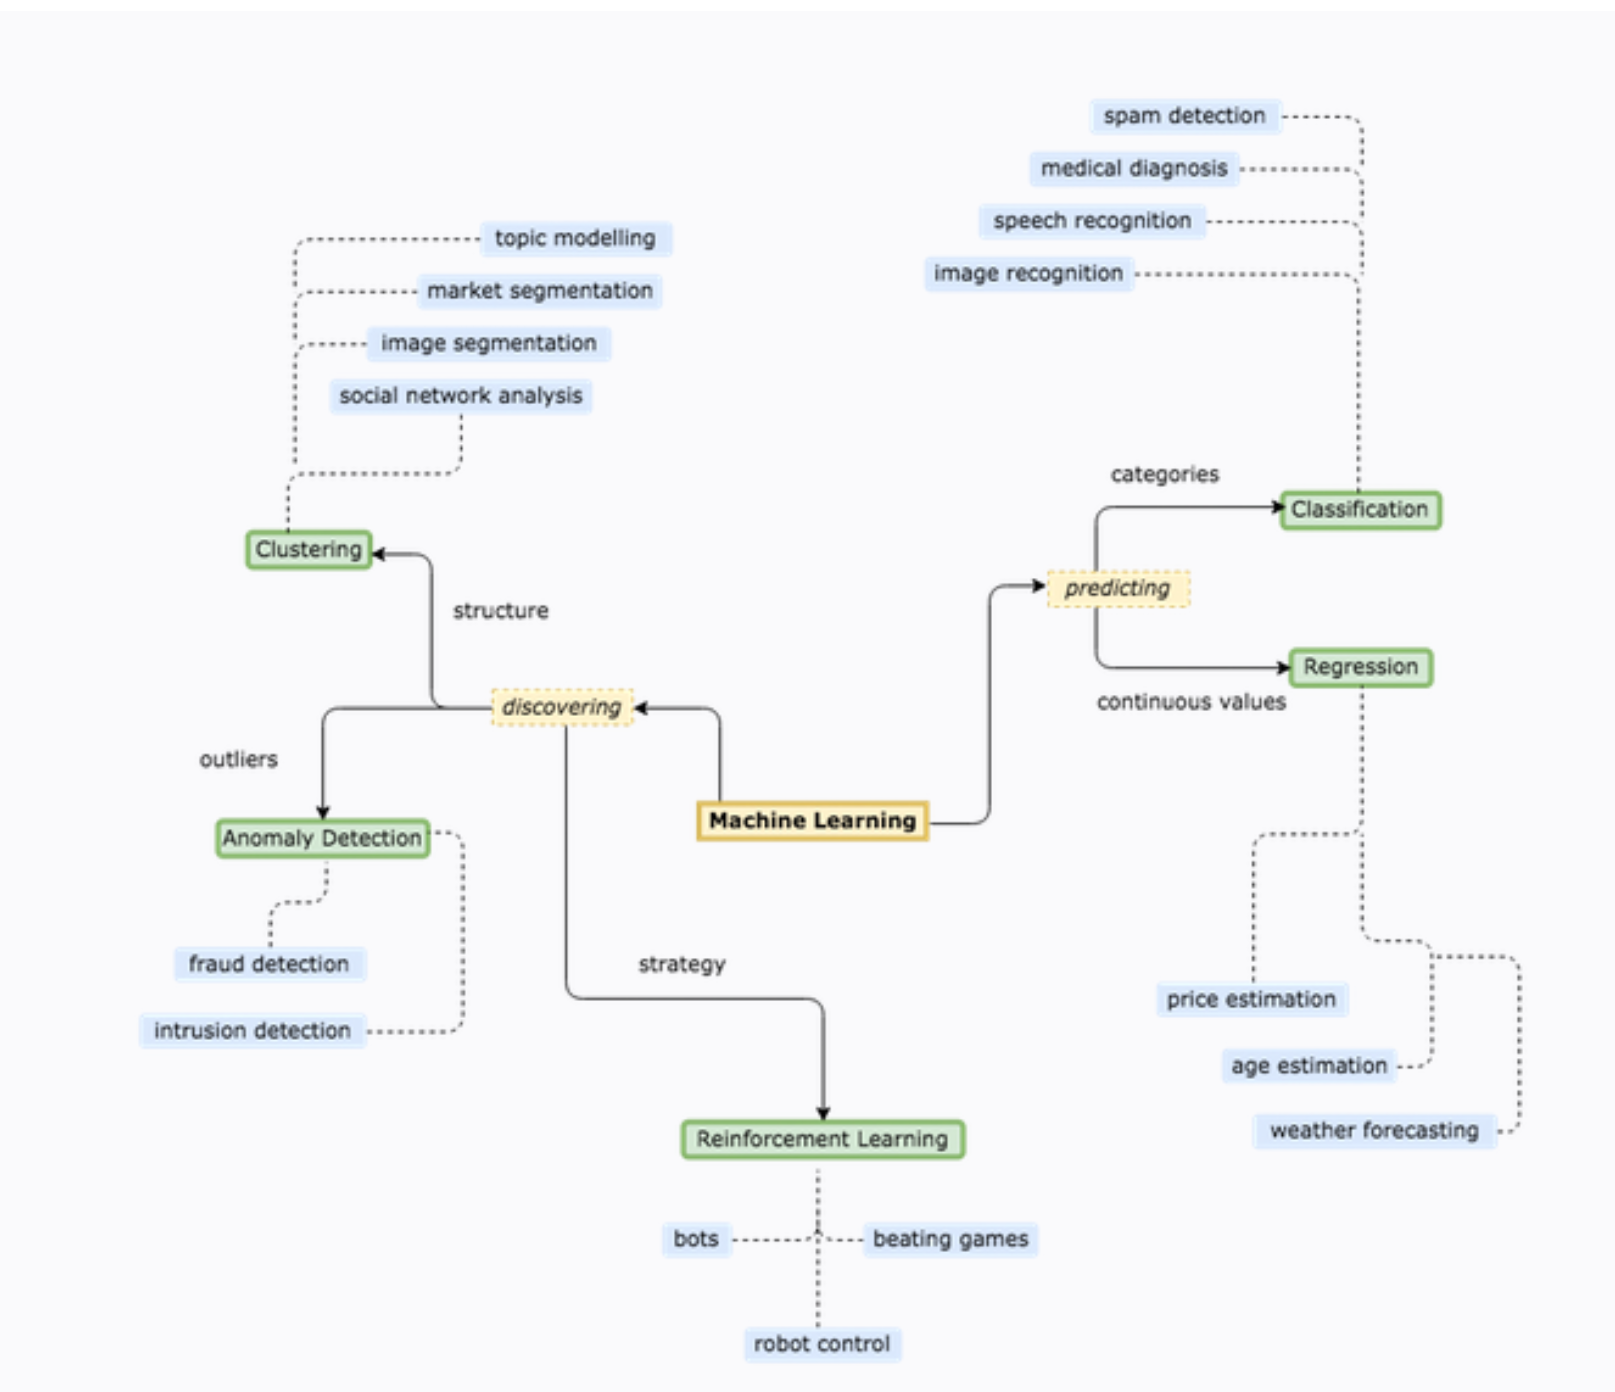 spam detection
medical diagnosis
speech recognition
image recognition
topic modelling
market segmentation
image segmentation
social network analysis
categories
Classification
Clustering
predicting
structure
Regression
continuous values
discovering
outliers
Machine Learning
Anomaly Detection
fraud detection
strategy
price estimation
intrusion detection
age estimation
weather forecasting
Reinforcement Learning
bots
beating games
robot control